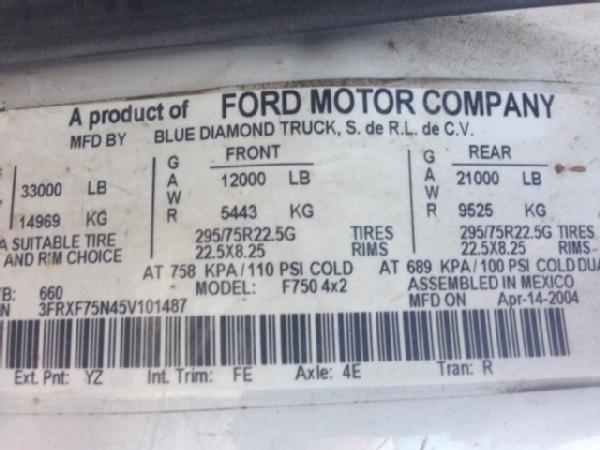 A product of FORD MOTOR COMPANY
MFD BY BLUE DIAMOND TRUCK, S. de R.L. de C.V.
G A W R FRONT G A W R REAR
33000 LB 12000 LB 21000 LB
14969 KG 5443 KG 9525 KG
A SUITABLE TIRE 295/75R22.5G TIRES 295/75R22.5G TIRES
AND RIM CHOICE 22.5X8.25 RIMS 22.5X8.25 RIMS
AT 758 KPA/110 PSI COLD AT 689 KPA/100 PSI COLD DUA
TB: 660 MODEL: F750 4x2 ASSEMBLED IN MEXICO
3FRXF75N45V101487 MFD ON Apr-14-2004
Ext. Pnt: YZ Int. Trim: FE Axle: 4E Tran: R